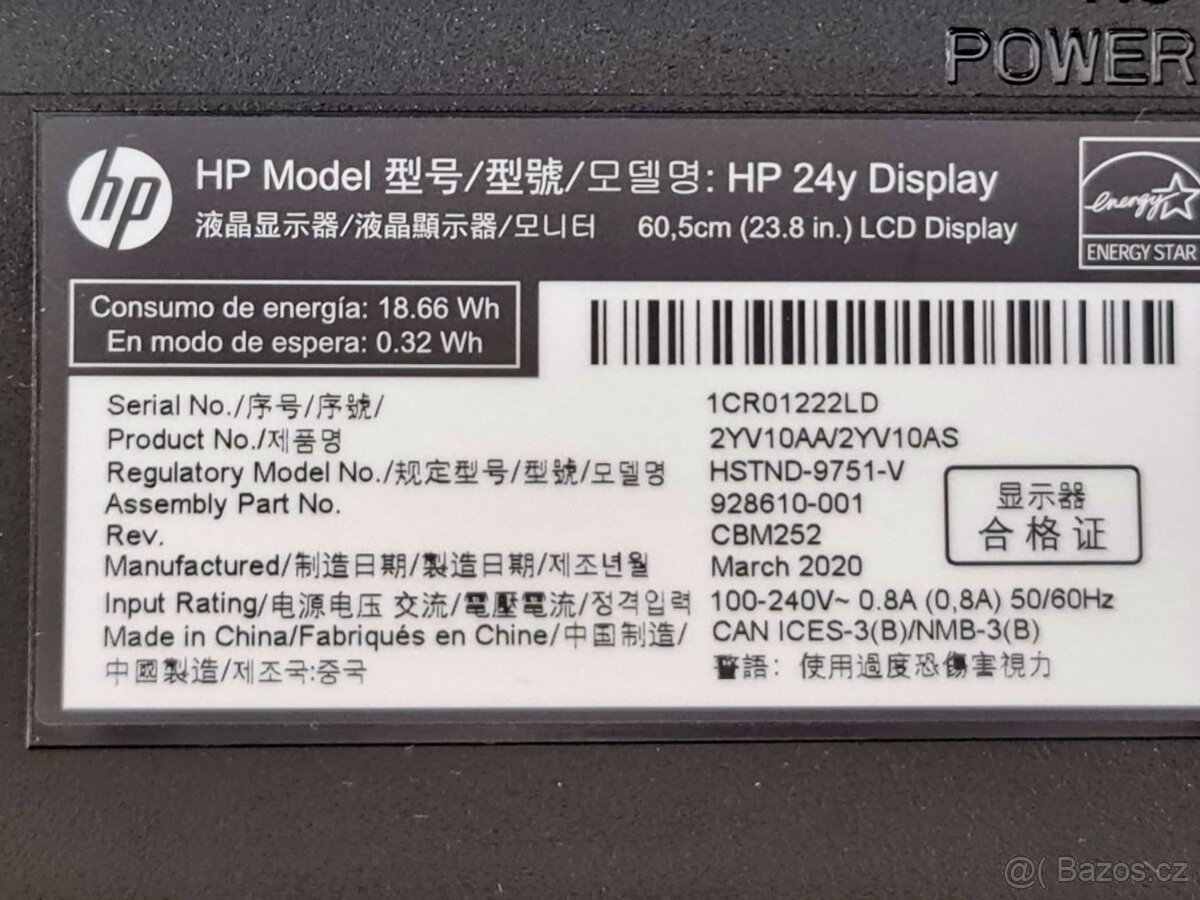 POWER
hp
HP Model 型号/型號/모델명: HP 24y Display
液晶显示器/液晶顯示器/모니터 60,5cm (23.8 in.) LCD Display
energy
ENERGY STAR
Consumo de energía: 18.66 Wh
En modo de espera: 0.32 Wh
Serial No./序号/序號/ 1CR01222LD
Product No./제품명 2YV10AA/2YV10AS
Regulatory Model No./规定型号/型號/모델명 HSTND-9751-V
Assembly Part No. 928610-001
Rev. CBM252
Manufactured/制造日期/製造日期/제조년월 March 2020
Input Rating/电源电压 交流/電壓電流/정격입력 100-240V~ 0.8A (0,8A) 50/60Hz
Made in China/Fabriqués en Chine/中国制造/ CAN ICES-3(B)/NMB-3(B)
中國製造/제조국:중국 警語：使用過度恐傷害視力
显示器
合格证
@( Bazos.cz